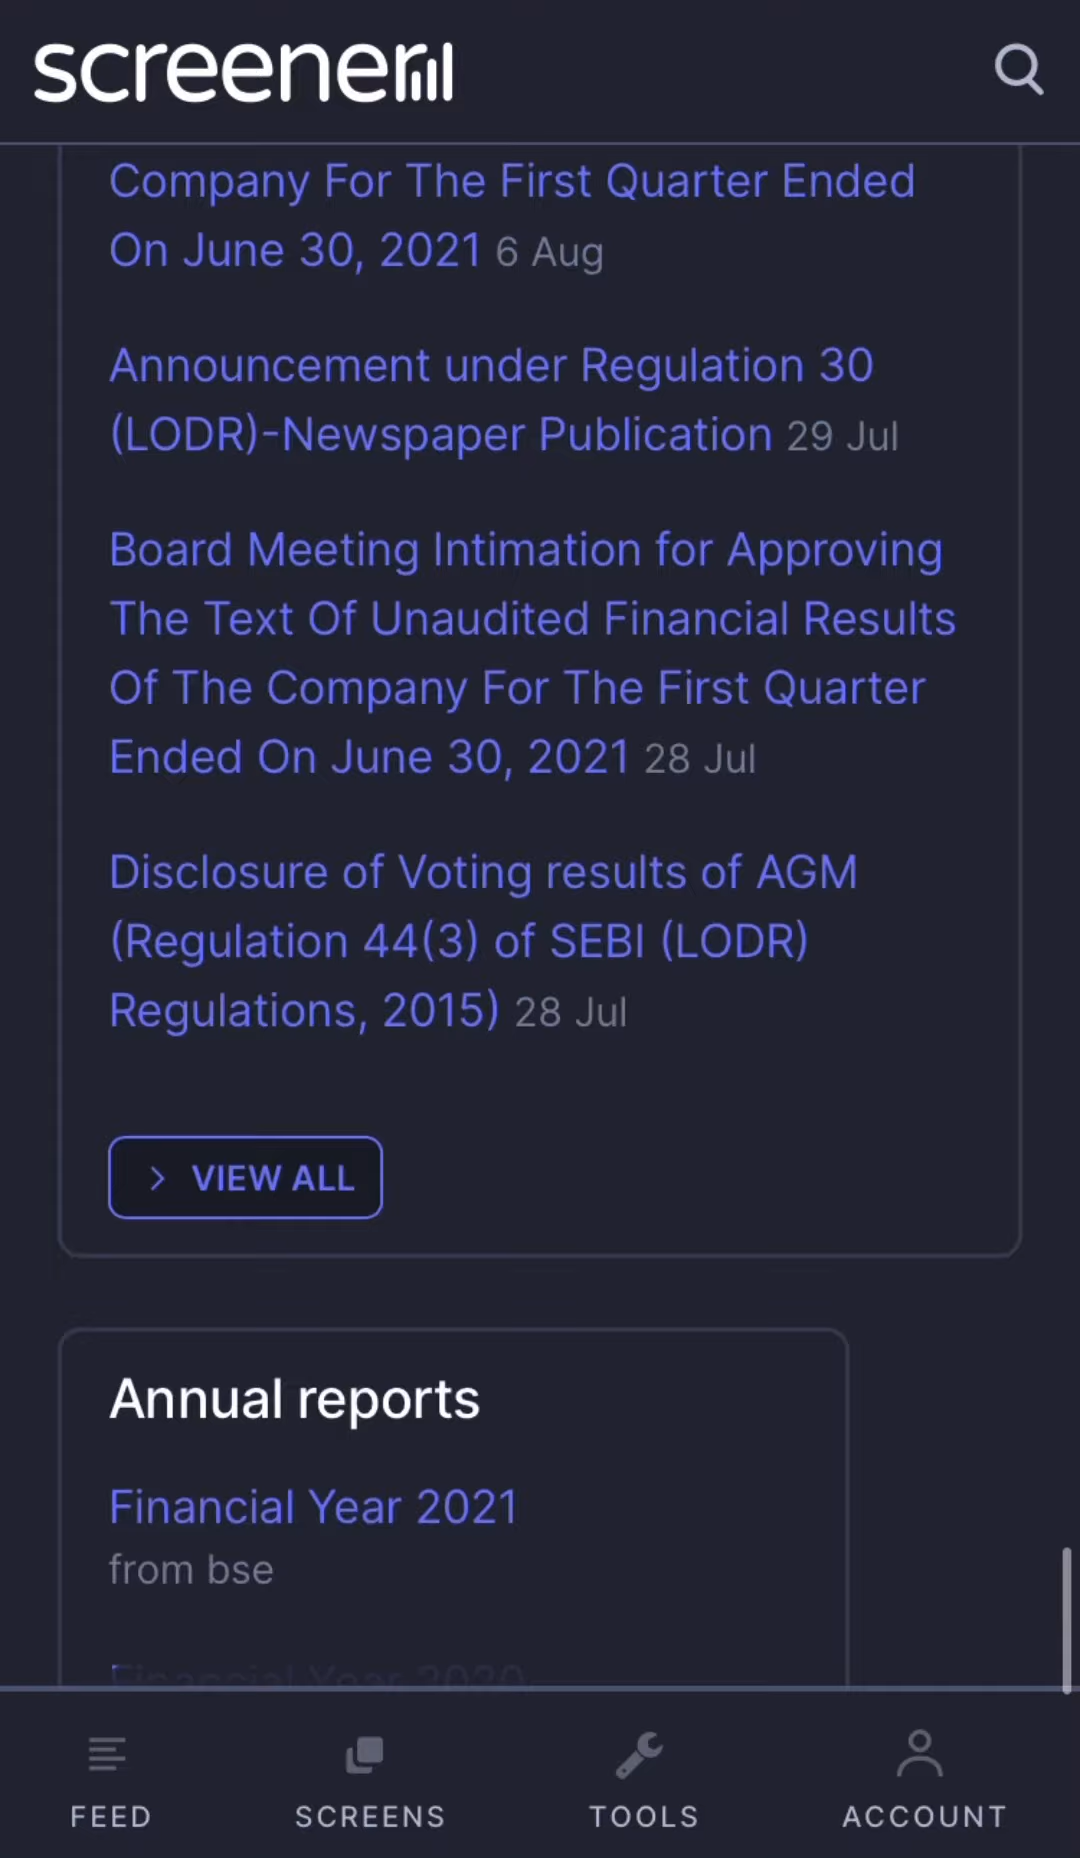 screener
Company For The First Quarter Ended
On June 30, 2021 6 Aug
Announcement under Regulation 30
(LODR)-Newspaper Publication 29 Jul
Board Meeting Intimation for Approving
The Text Of Unaudited Financial Results
Of The Company For The First Quarter
Ended On June 30, 2021 28 Jul
Disclosure of Voting results of AGM
(Regulation 44(3) of SEBI (LODR)
Regulations, 2015) 28 Jul
VIEW ALL
Annual reports
Financial Year 2021
from bse
Financial Year 2020
FEED SCREENS TOOLS ACCOUNT